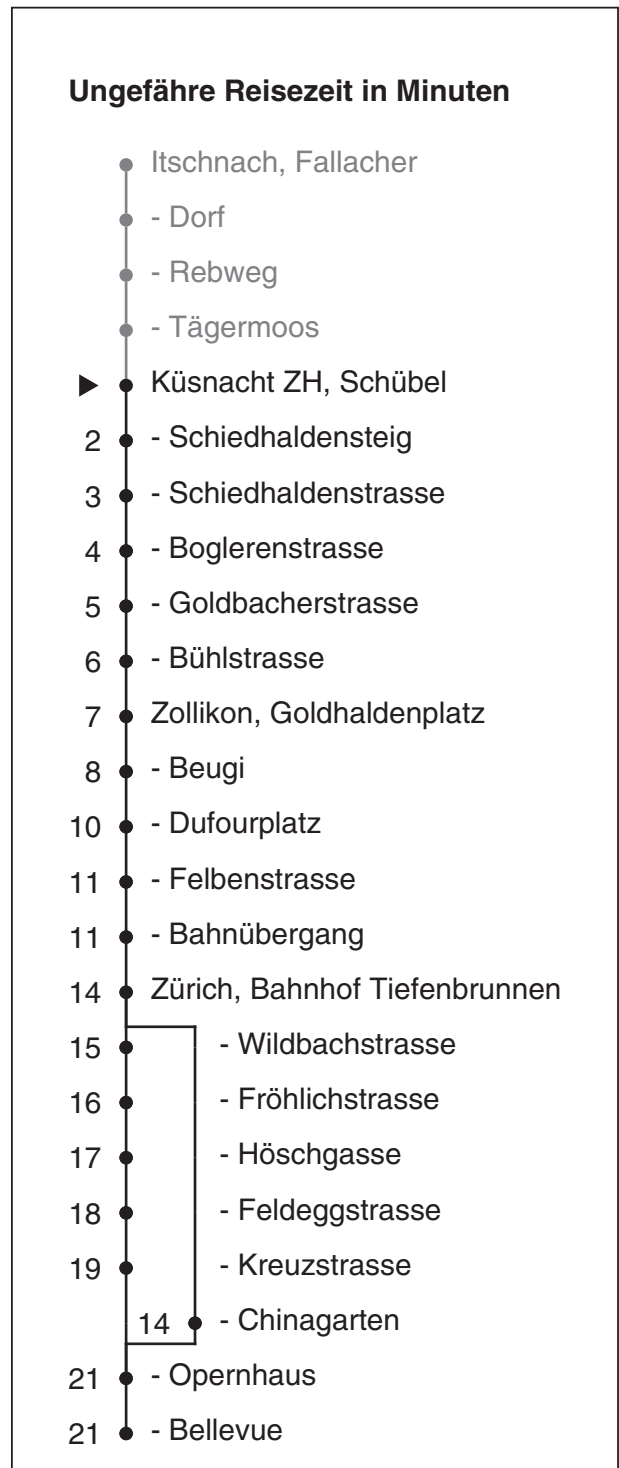 Ungefähre Reisezeit in Minuten
Itschnach, Fallacher
- Dorf
- Rebweg
- Tägermoos
Küsnacht ZH, Schübel
2 - Schiedhaldensteig
3 - Schiedhaldenstrasse
4 - Boglerenstrasse
5 - Goldbacherstrasse
6 - Bühlstrasse
7 Zollikon, Goldhaldenplatz
8 - Beugi
10 - Dufourplatz
11 - Felbenstrasse
11 - Bahnübergang
14 Zürich, Bahnhof Tiefenbrunnen
15 - Wildbachstrasse
16 - Fröhlichstrasse
17 - Höschgasse
18 - Feldeggstrasse
19 - Kreuzstrasse
14 - Chinagarten
21 - Opernhaus
21 - Bellevue